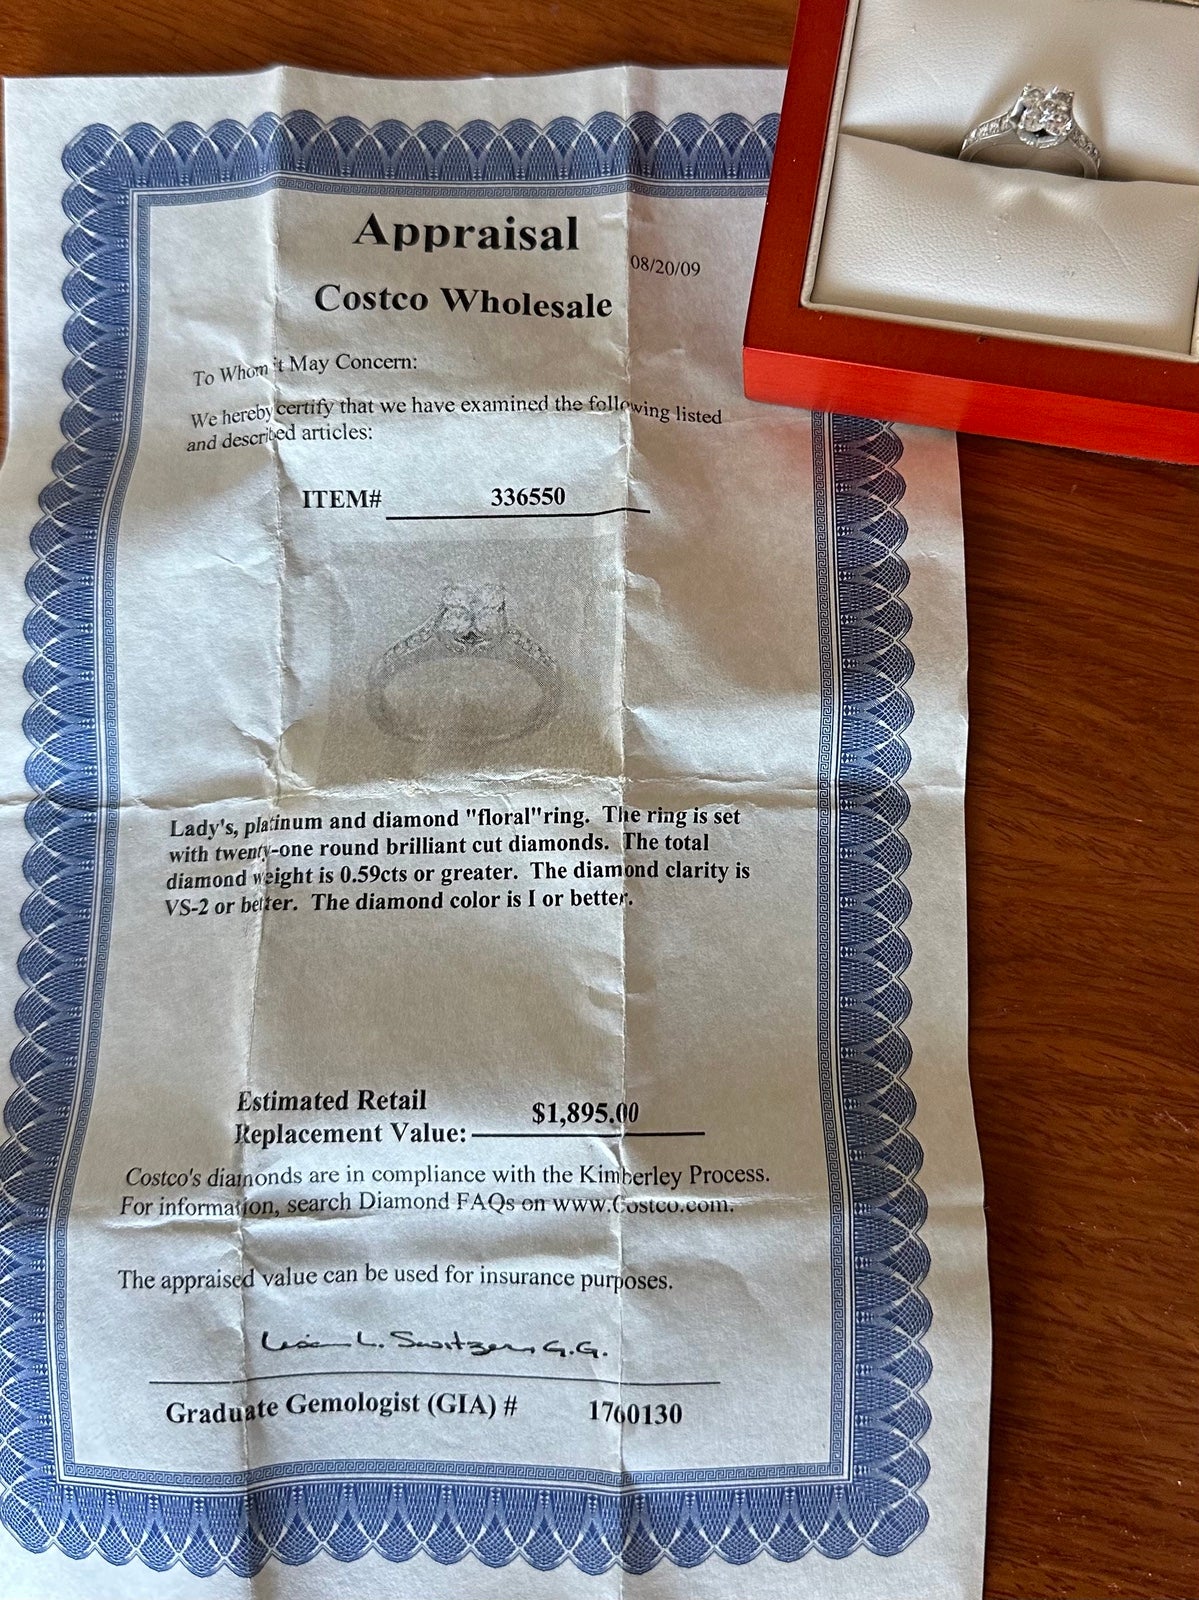 Appraisal
08/20/09
Costco Wholesale
To Whom it May Concern:
We hereby certify that we have examined the following listed
and described articles:
ITEM# 336550
Lady's, platinum and diamond "floral"ring. The ring is set
with twenty-one round brilliant cut diamonds. The total
diamond weight is 0.59cts or greater. The diamond clarity is
VS-2 or better. The diamond color is I or better.
Estimated Retail
Replacement Value: $1,895.00
Costco's diamonds are in compliance with the Kimberley Process.
For information, search Diamond FAQs on www.Costco.com.
The appraised value can be used for insurance purposes.
L. Switzer, G.G.
Graduate Gemologist (GIA) # 1760130